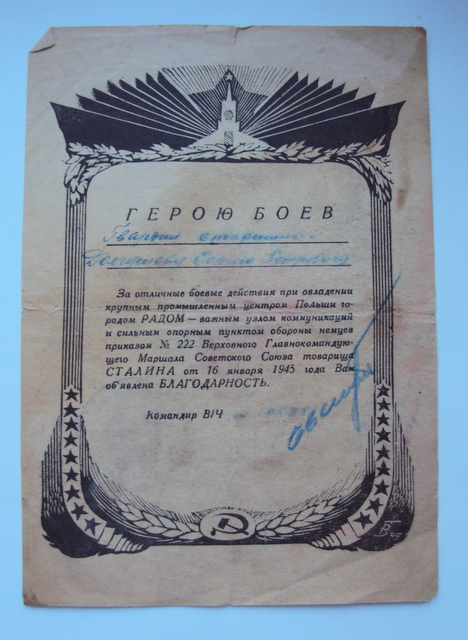 ГЕРОЮ БОЕВ
Гвардии старшине
За отличные боевые действия при овладении
крупным промышленным центром Польши го-
родом РАДОМ — важным узлом коммуникаций
и сильным опорным пунктом обороны немцев
приказом № 222 Верховного Главнокомандую-
щего Маршала Советского Союза товарища
СТАЛИНА от 16 января 1945 года Вам
об'явлена БЛАГОДАРНОСТЬ.
Командир В/Ч